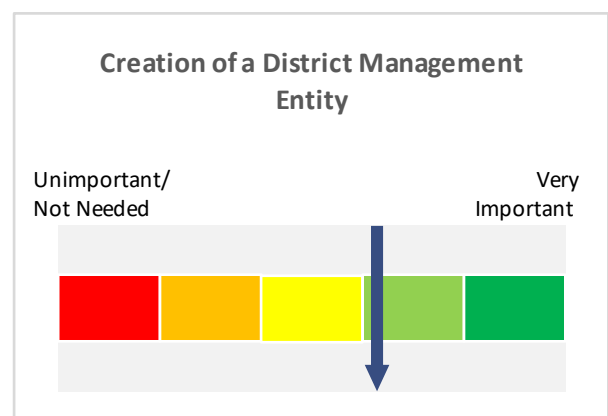 Creation of a District Management
Entity
Unimportant/
Not Needed
Very
Important